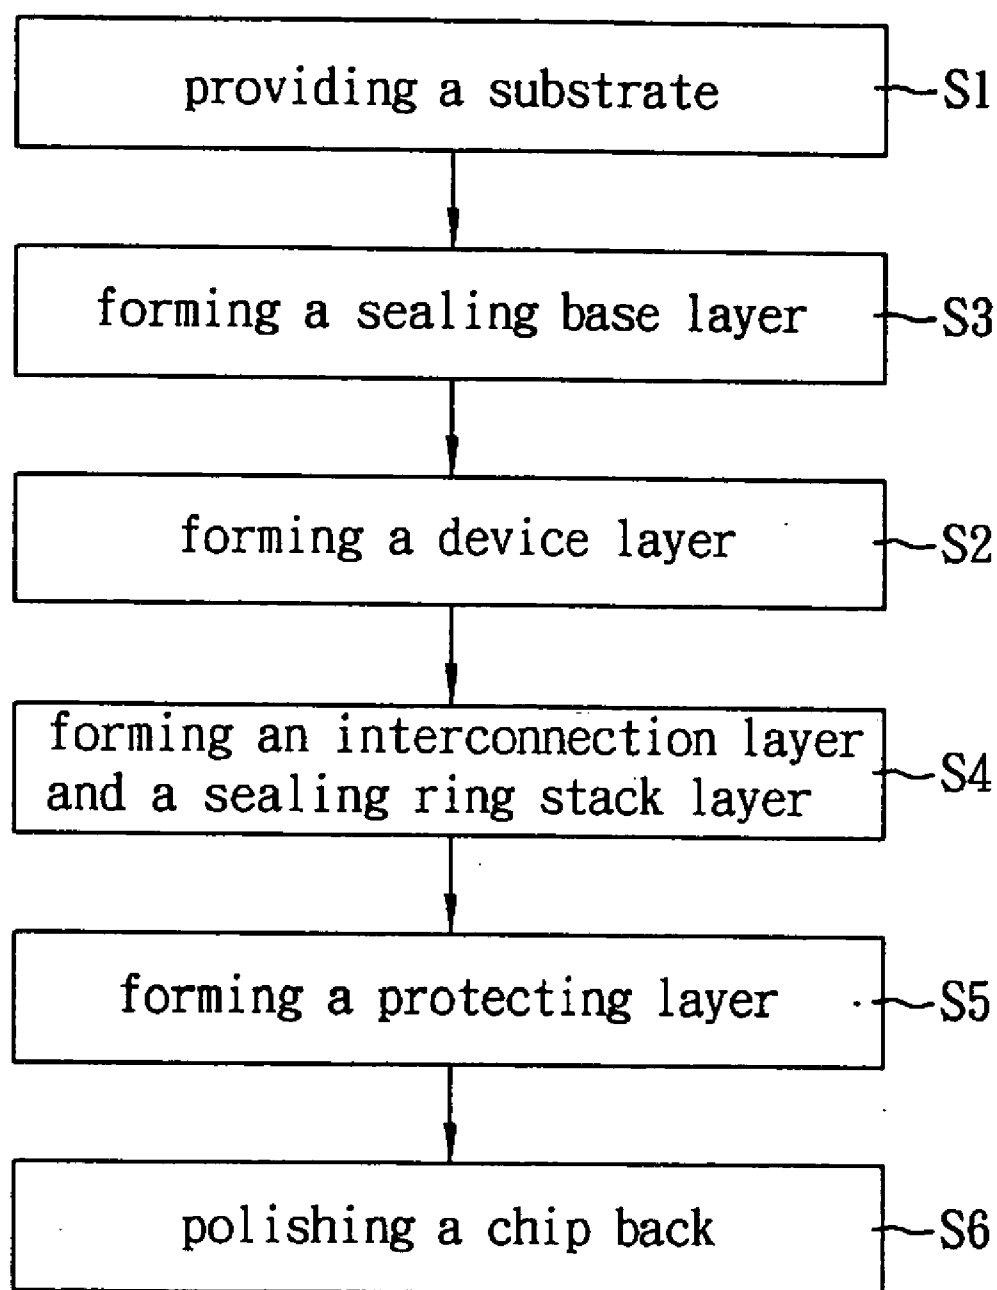 providing a substrate
S1
forming a sealing base layer
S3
forming a device layer
S2
forming an interconnection layer
and a sealing ring stack layer
S4
forming a protecting layer
S5
polishing a chip back
S6